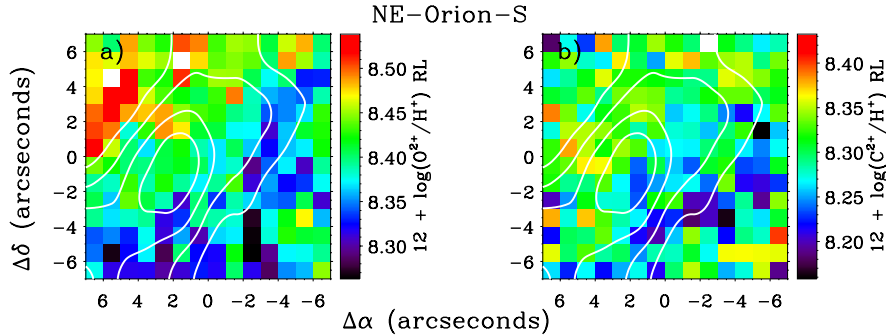 NE-Orion-S
a)
b)
6
4
2
0
-2
-4
-6
Δδ (arcseconds)
6 4 2 0 -2 -4 -6
8.50
8.45
8.40
8.35
8.30
12 + log(O²⁺/H⁺) RL
6
4
2
0
-2
-4
-6
6 4 2 0 -2 -4 -6
8.40
8.35
8.30
8.25
8.20
12 + log(C²⁺/H⁺) RL
Δα (arcseconds)